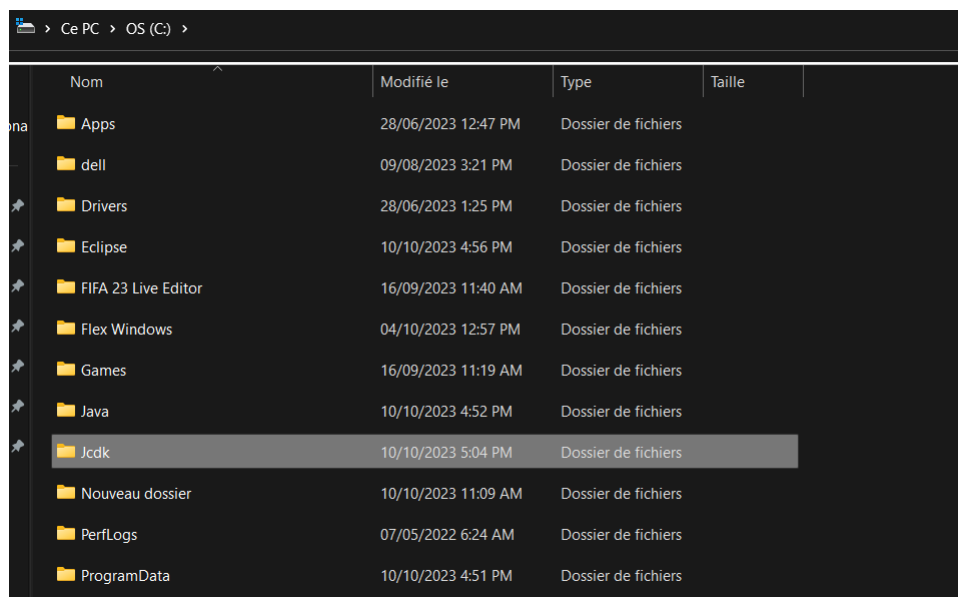 Ce PC > OS (C:) >
Nom Modifié le Type Taille
Apps 28/06/2023 12:47 PM Dossier de fichiers
dell 09/08/2023 3:21 PM Dossier de fichiers
Drivers 28/06/2023 1:25 PM Dossier de fichiers
Eclipse 10/10/2023 4:56 PM Dossier de fichiers
FIFA 23 Live Editor 16/09/2023 11:40 AM Dossier de fichiers
Flex Windows 04/10/2023 12:57 PM Dossier de fichiers
Games 16/09/2023 11:19 AM Dossier de fichiers
Java 10/10/2023 4:52 PM Dossier de fichiers
Jcdk 10/10/2023 5:04 PM Dossier de fichiers
Nouveau dossier 10/10/2023 11:09 AM Dossier de fichiers
PerfLogs 07/05/2022 6:24 AM Dossier de fichiers
ProgramData 10/10/2023 4:51 PM Dossier de fichiers